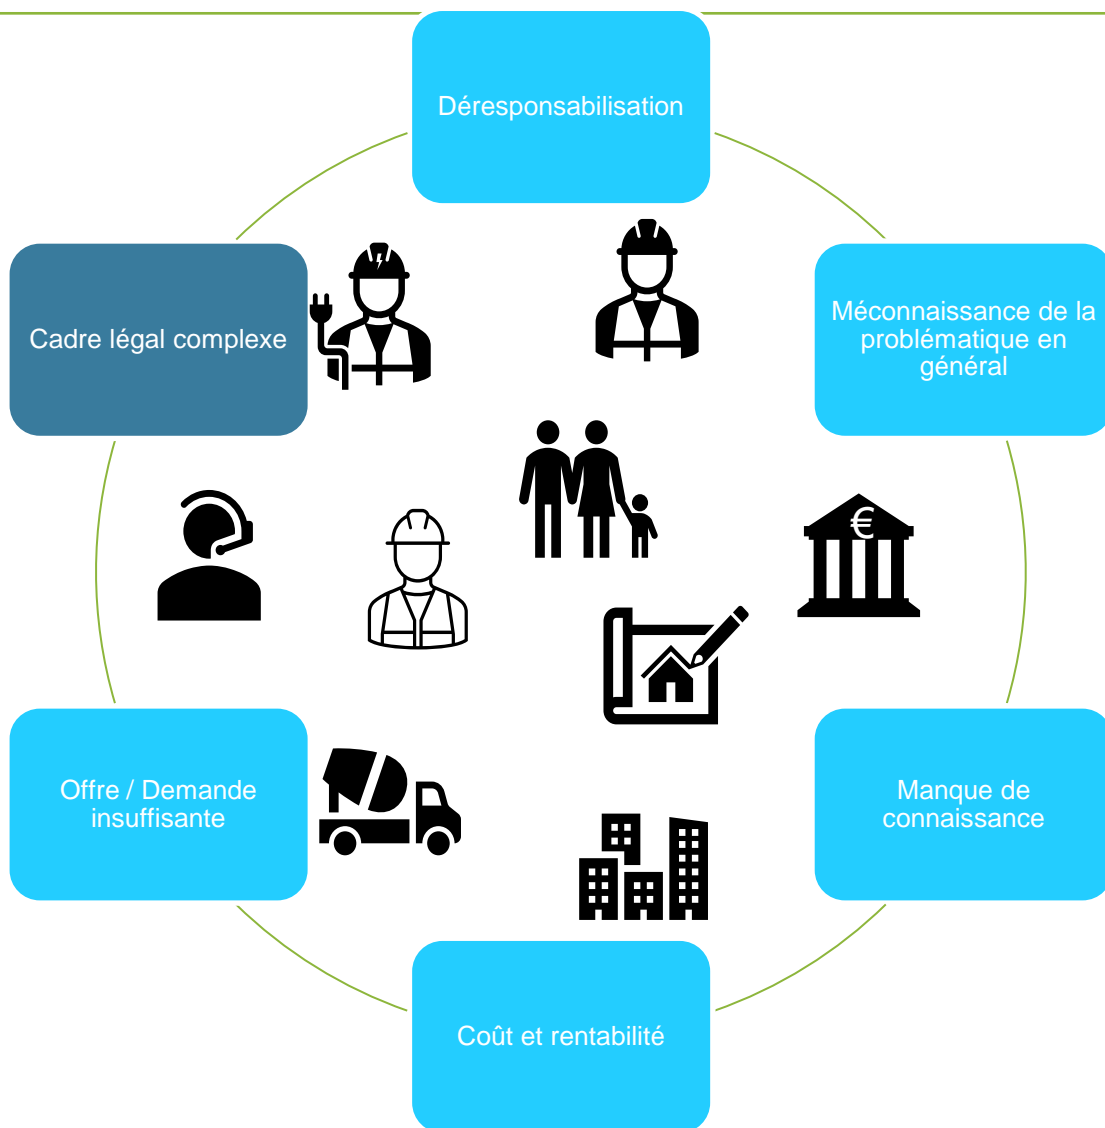 Déresponsabilisation
Cadre légal complexe
Méconnaissance de la
problématique en
général
€
Offre / Demande
insuffisante
Manque de
connaissance
Coût et rentabilité